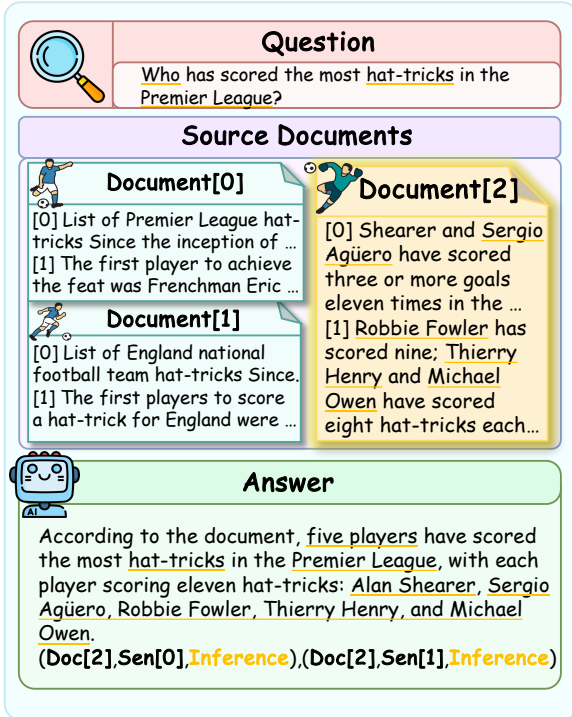 Question
Who has scored the most hat-tricks in the
Premier League?
Source Documents
Document[0]
[0] List of Premier League hat-
tricks Since the inception of ...
[1] The first player to achieve
the feat was Frenchman Eric ...
Document[1]
[0] List of England national
football team hat-tricks Since.
[1] The first players to score
a hat-trick for England were ...
Document[2]
[0] Shearer and Sergio
Agüero have scored
three or more goals
eleven times in the ...
[1] Robbie Fowler has
scored nine; Thierry
Henry and Michael
Owen have scored
eight hat-tricks each...
AI
Answer
According to the document, five players have scored
the most hat-tricks in the Premier League, with each
player scoring eleven hat-tricks: Alan Shearer, Sergio
Agüero, Robbie Fowler, Thierry Henry, and Michael
Owen.
(Doc[2],Sen[0],Inference),(Doc[2],Sen[1],Inference)